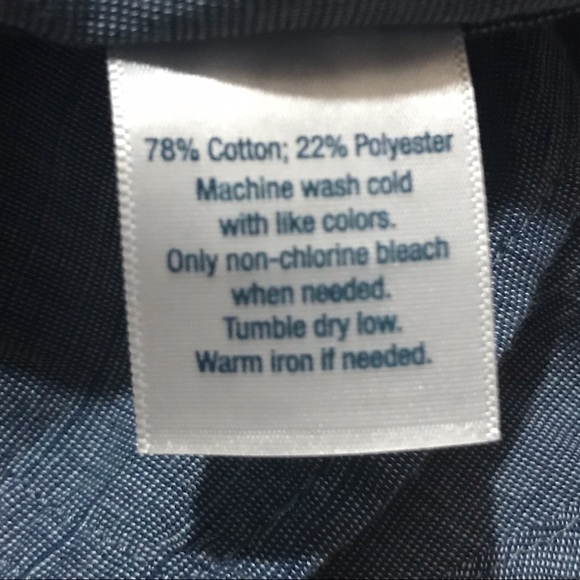 78% Cotton; 22% Polyester
Machine wash cold
with like colors.
Only non-chlorine bleach
when needed.
Tumble dry low.
Warm iron if needed.